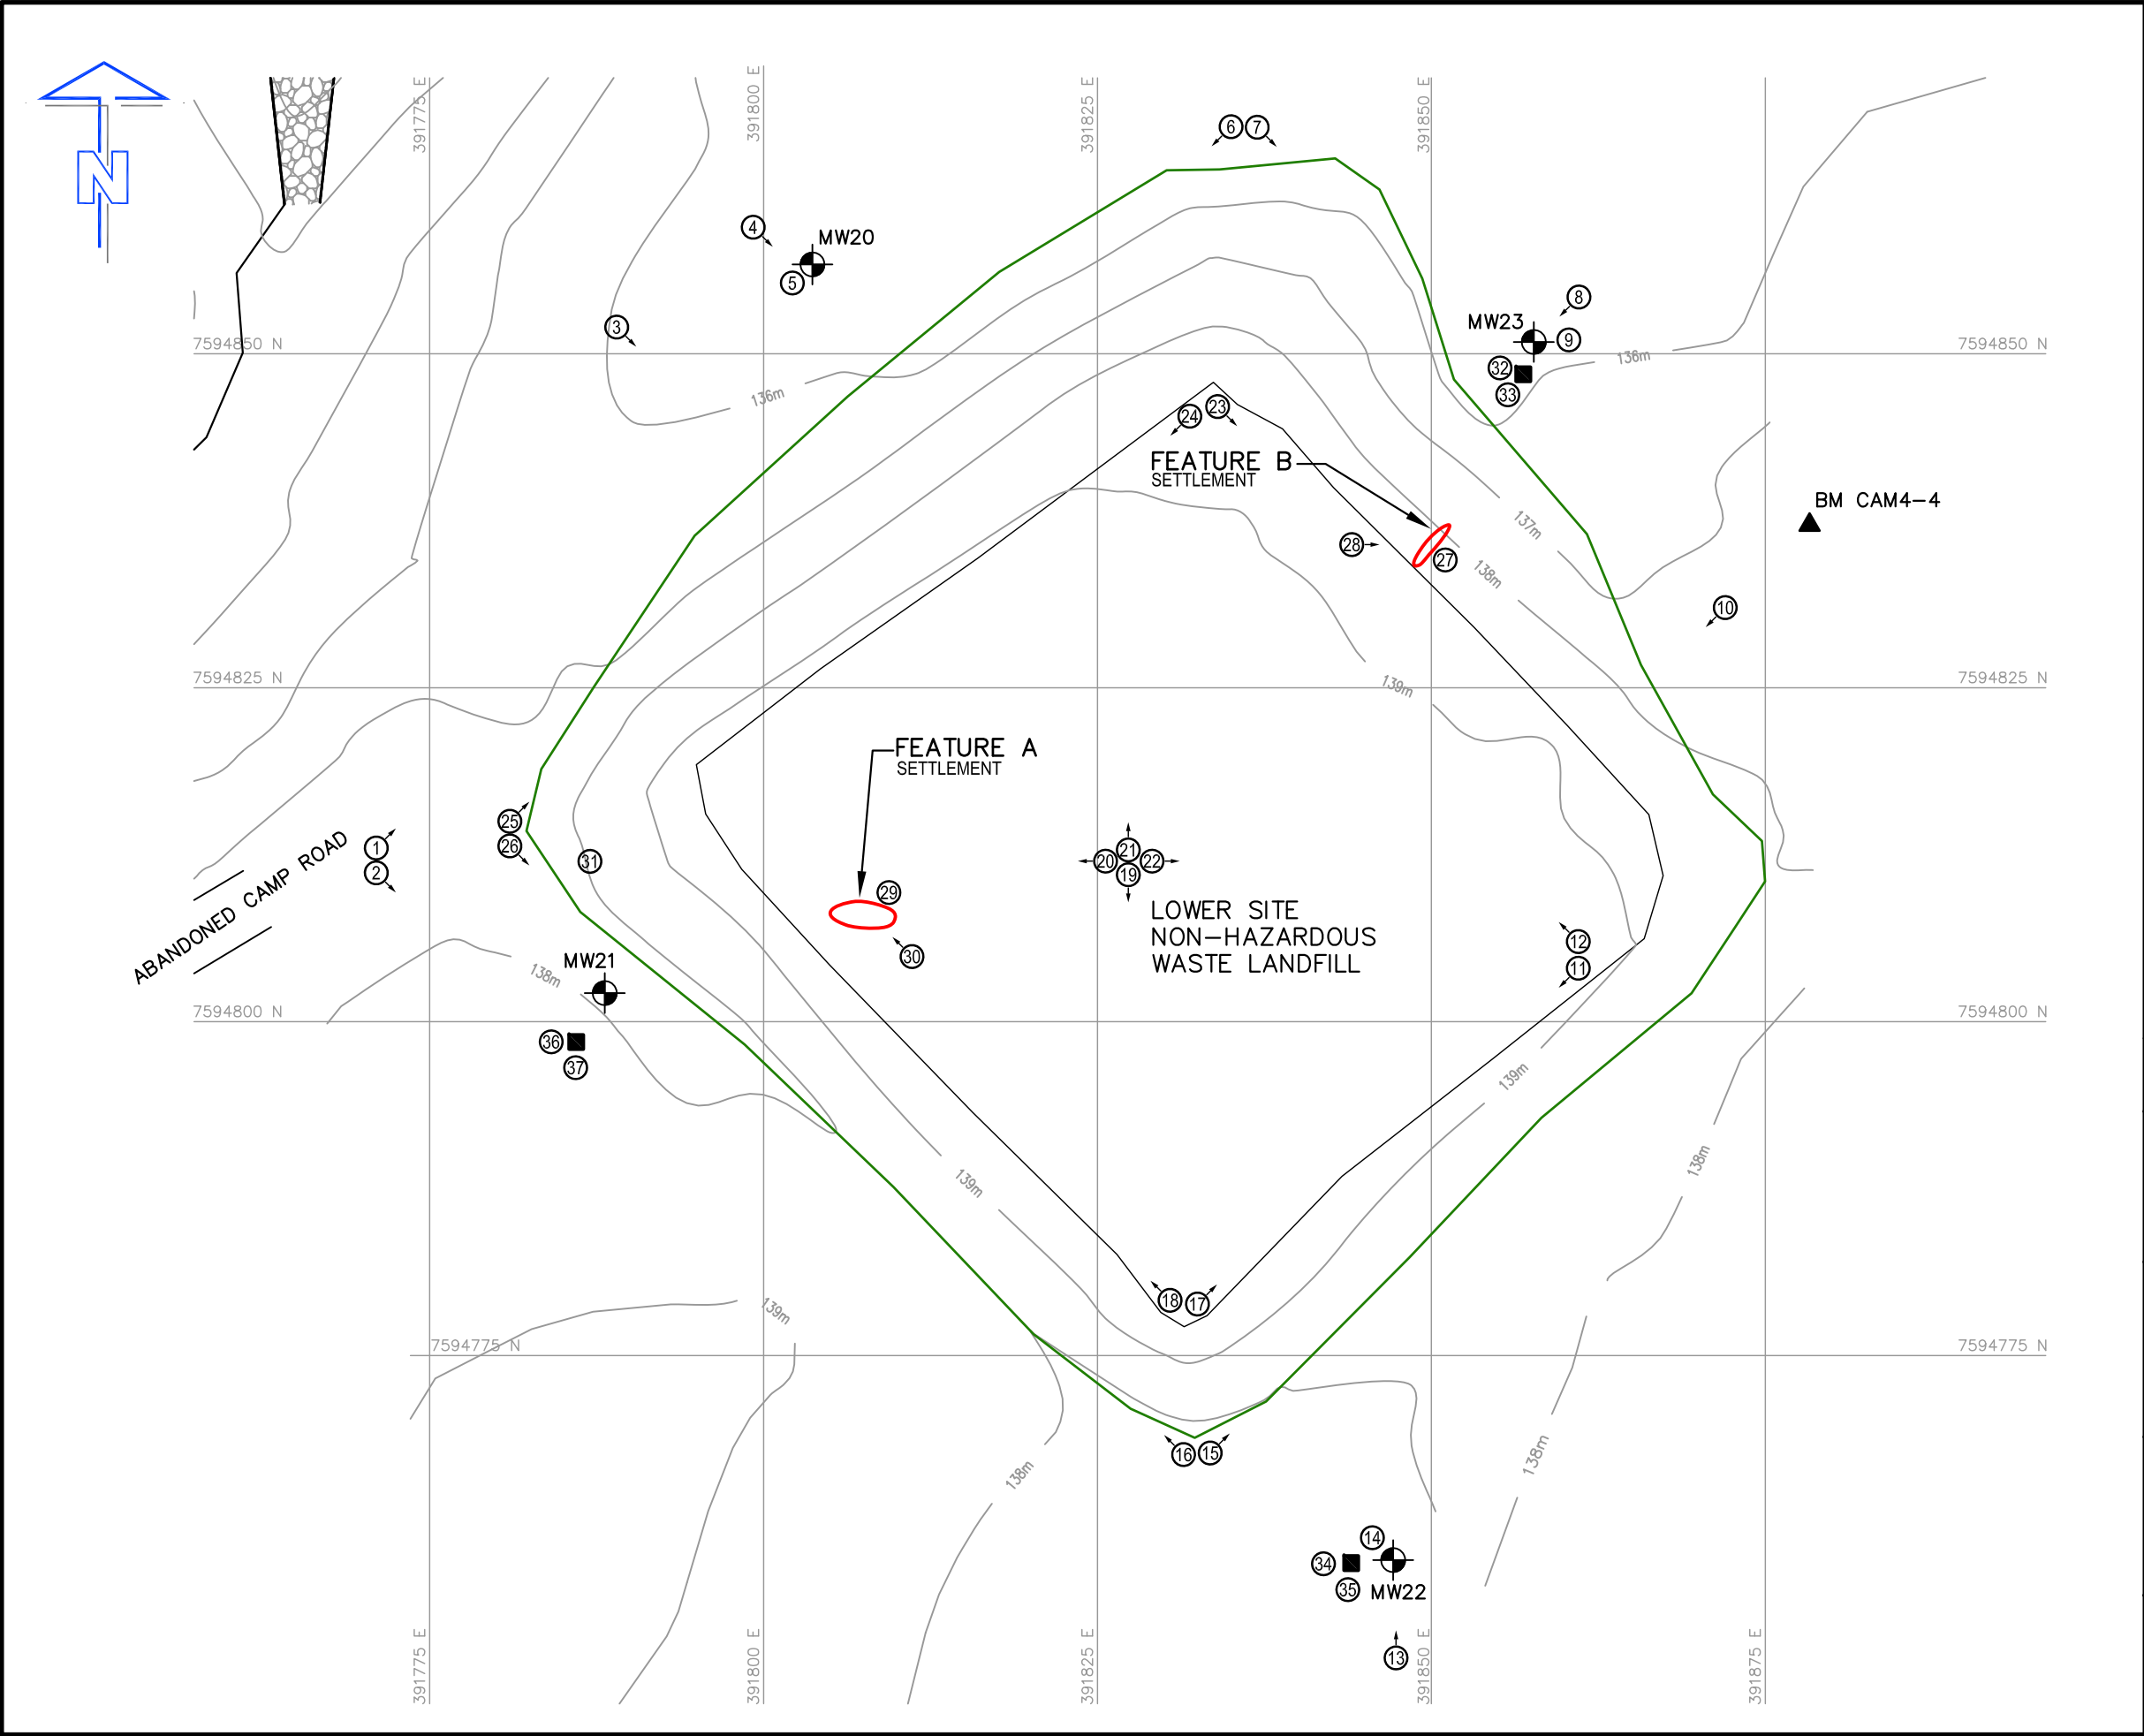 N
391775 E
391800 E
391825 E
391850 E
6
7
4
MW20
5
3
8
MW23
9
32
33
136m
7594850 N
7594850 N
136m
24
23
FEATURE B
SETTLEMENT
28
27
137m
138m
BM CAM4-4
10
7594825 N
7594825 N
139m
FEATURE A
SETTLEMENT
25
26
1
2
ABANDONED CAMP ROAD
31
29
30
21
20
22
19
LOWER SITE
NON-HAZARDOUS
WASTE LANDFILL
12
11
MW21
138m
7594800 N
7594800 N
36
37
139m
139m
138m
18
17
139m
7594775 N
7594775 N
16
15
138m
138m
14
34
35
MW22
13
391775 E
391800 E
391825 E
391850 E
391875 E